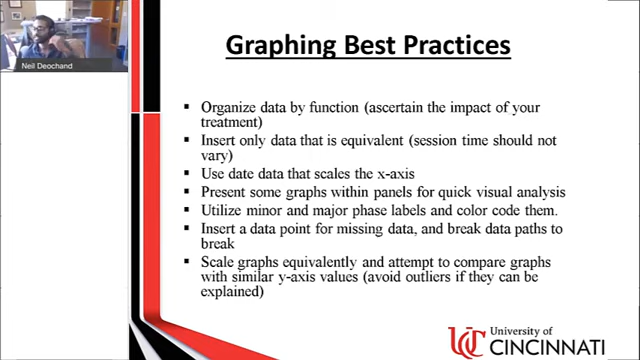 Neil Deochand
Graphing Best Practices
▪ Organize data by function (ascertain the impact of your
treatment)
▪ Insert only data that is equivalent (session time should not
vary)
▪ Use date data that scales the x-axis
▪ Present some graphs within panels for quick visual analysis
▪ Utilize minor and major phase labels and color code them.
▪ Insert a data point for missing data, and break data paths to
break
▪ Scale graphs equivalently and attempt to compare graphs
with similar y-axis values (avoid outliers if they can be
explained)
UC
University of
CINCINNATI